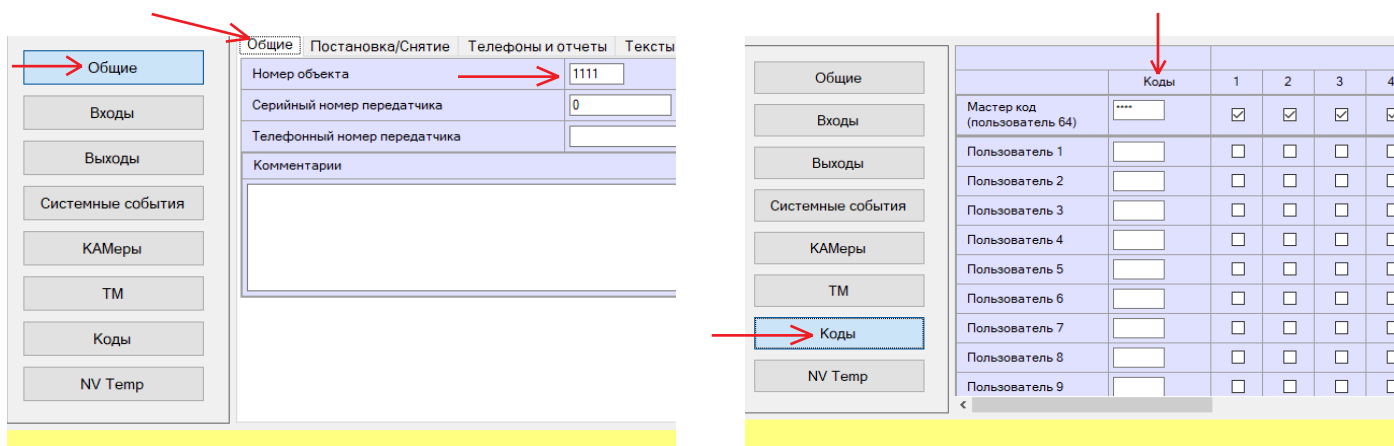 Общие
Входы
Выходы
Системные события
КАМеры
ТМ
Коды
NV Temp
Общие Постановка/Снятие Телефоны и отчеты Тексты
Номер объекта 1111
Серийный номер передатчика 0
Телефонный номер передатчика
Комментарии
Общие
Входы
Выходы
Системные события
КАМеры
ТМ
Коды
NV Temp
Коды 1 2 3 4
Мастер код
(пользователь 64) ****
Пользователь 1
Пользователь 2
Пользователь 3
Пользователь 4
Пользователь 5
Пользователь 6
Пользователь 7
Пользователь 8
Пользователь 9